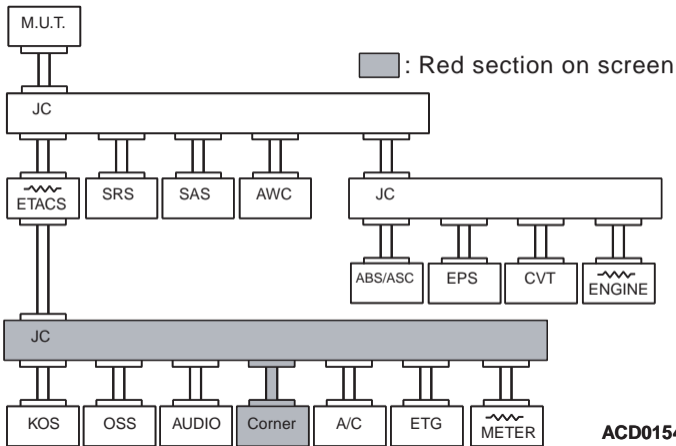 M.U.T.
: Red section on screen
JC
ETACS SRS SAS AWC JC
ABS/ASC EPS CVT ENGINE
JC
KOS OSS AUDIO Corner A/C ETG METER
ACD0154